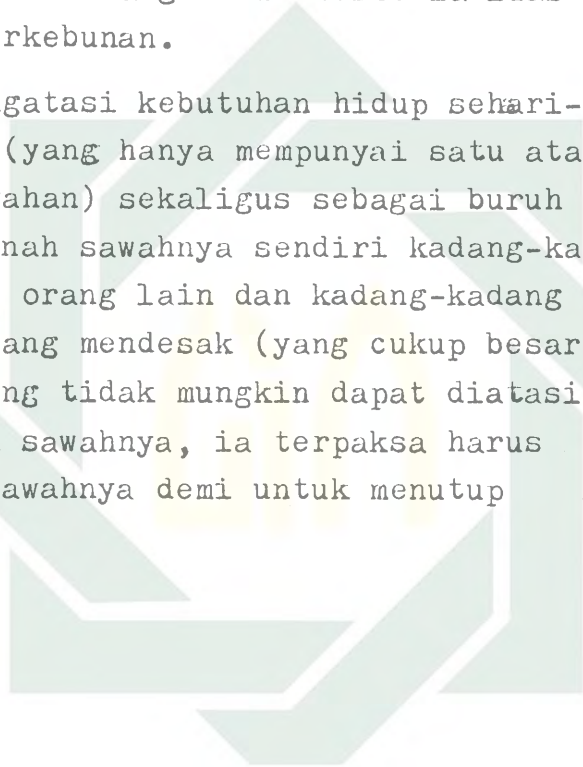 rkebunan.
gatasi kebutuhan hidup sehari-
(yang hanya mempunyai satu ata
ahan) sekaligus sebagai buruh
nah sawahnya sendiri kadang-ka
orang lain dan kadang-kadang
ang mendesak (yang cukup besar
ng tidak mungkin dapat diatasi
sawahnya, ia terpaksa harus
awahnya demi untuk menutup